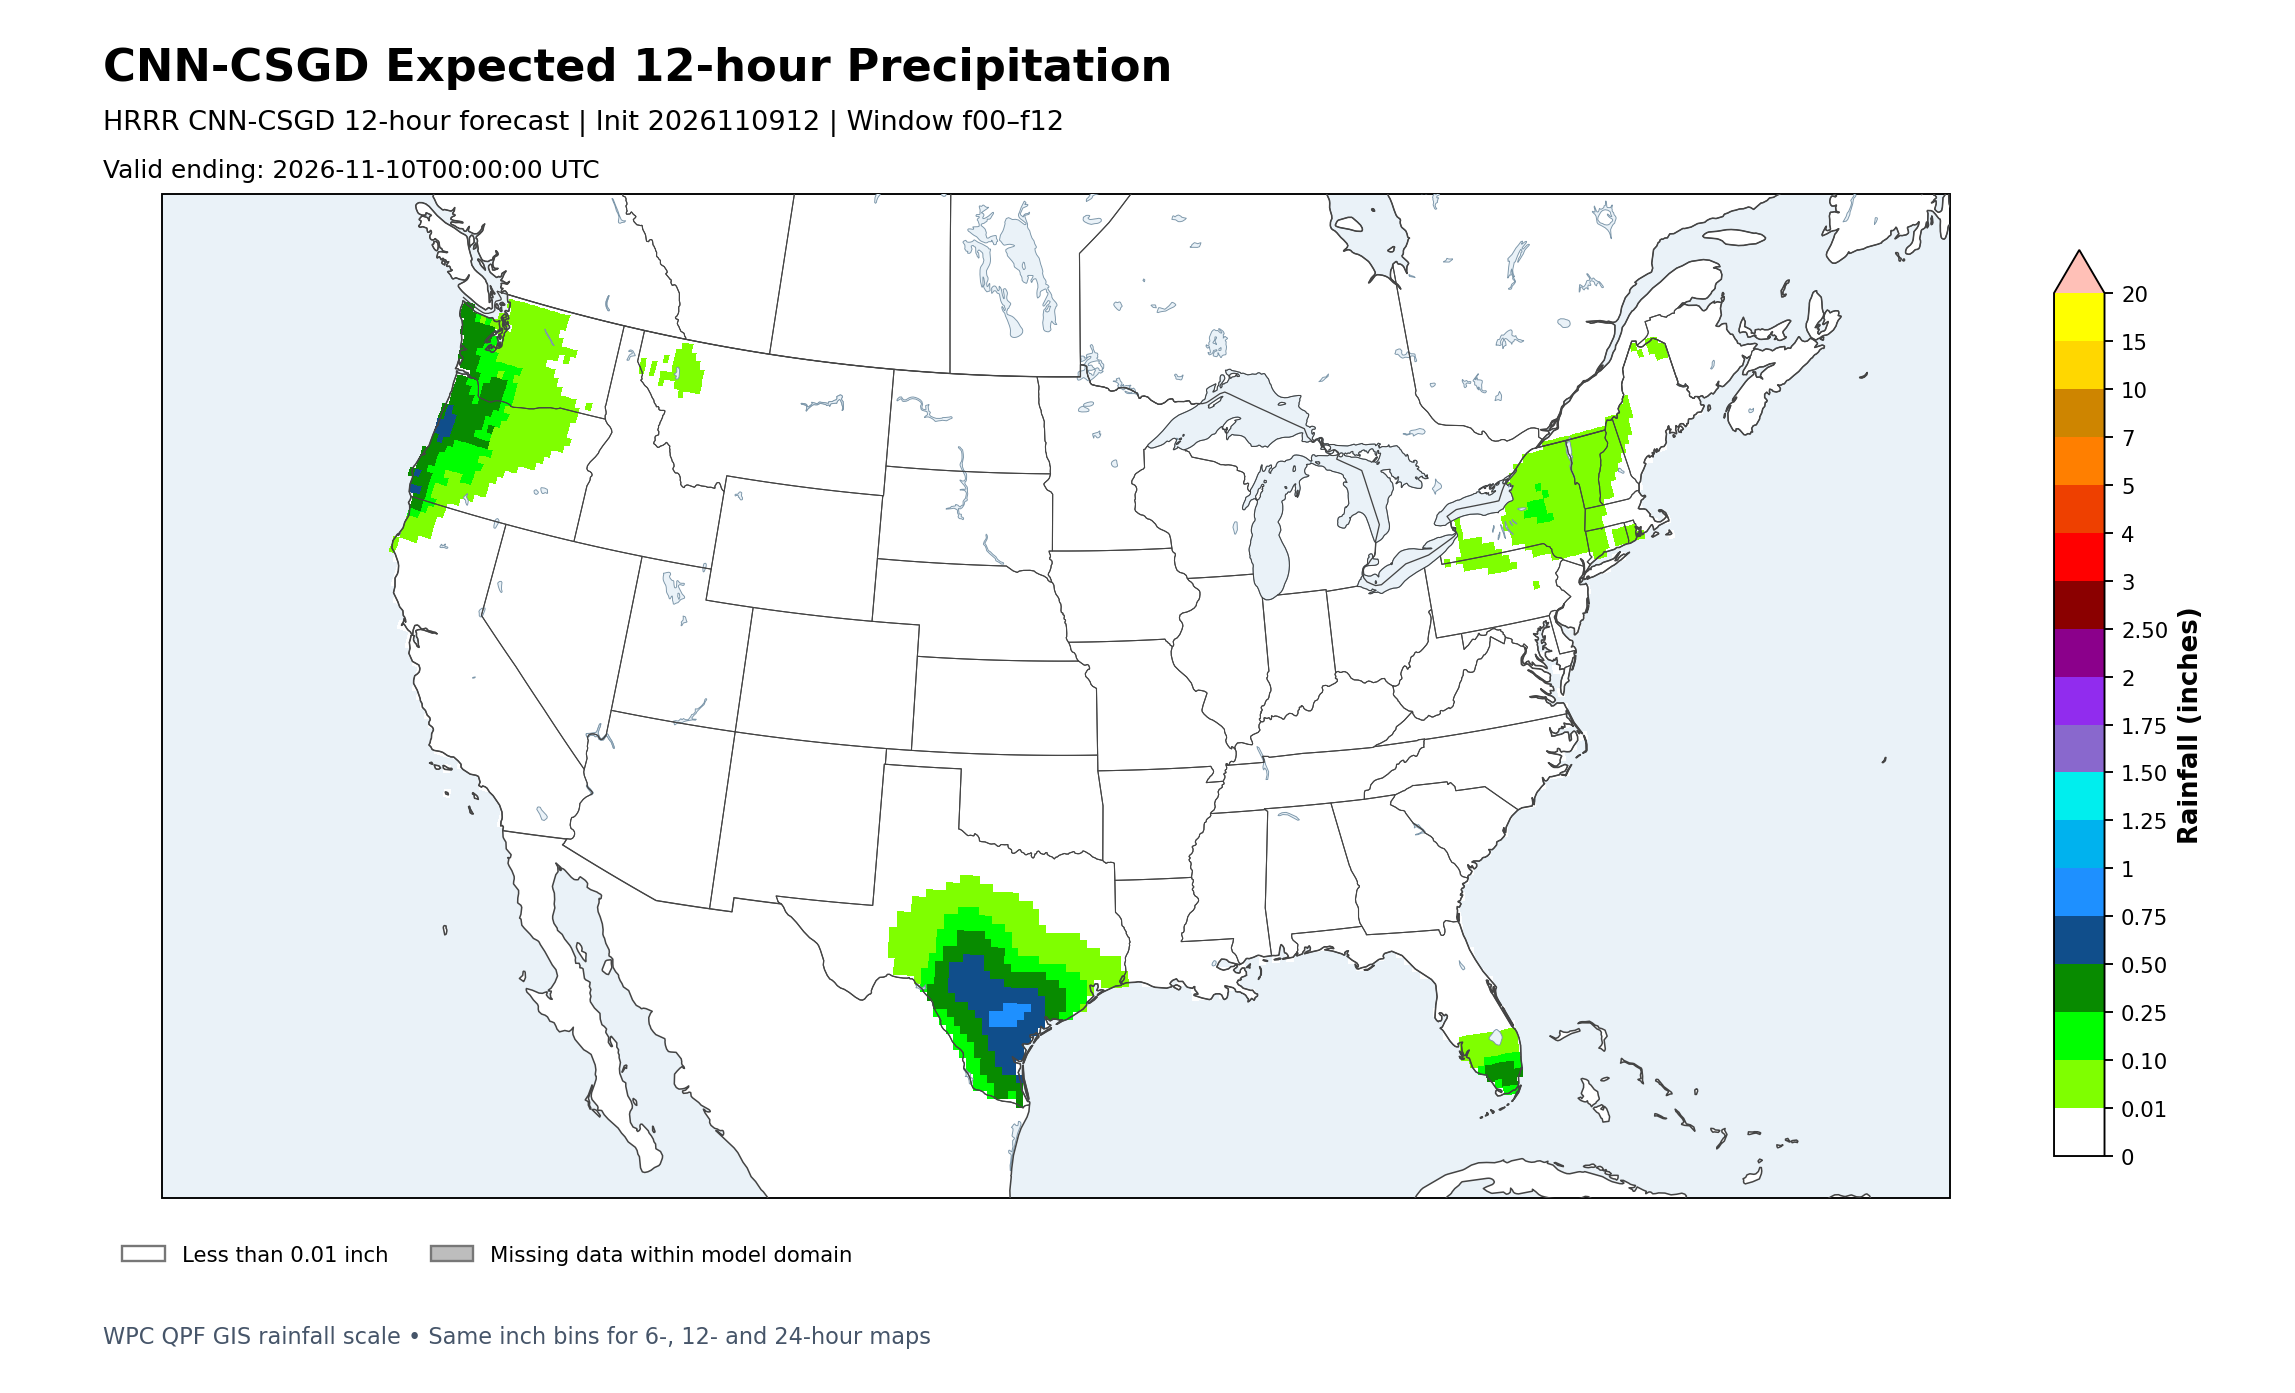 CNN-CSGD Expected 12-hour Precipitation
HRRR CNN-CSGD 12-hour forecast | Init 2026110912 | Window f00–f12
Valid ending: 2026-11-10T00:00:00 UTC
20
15
10
7
5
4
3
2.50
2
1.75
1.50
1.25
1
0.75
0.50
0.25
0.10
0.01
0
Rainfall (inches)
Less than 0.01 inch
Missing data within model domain
WPC QPF GIS rainfall scale • Same inch bins for 6-, 12- and 24-hour maps